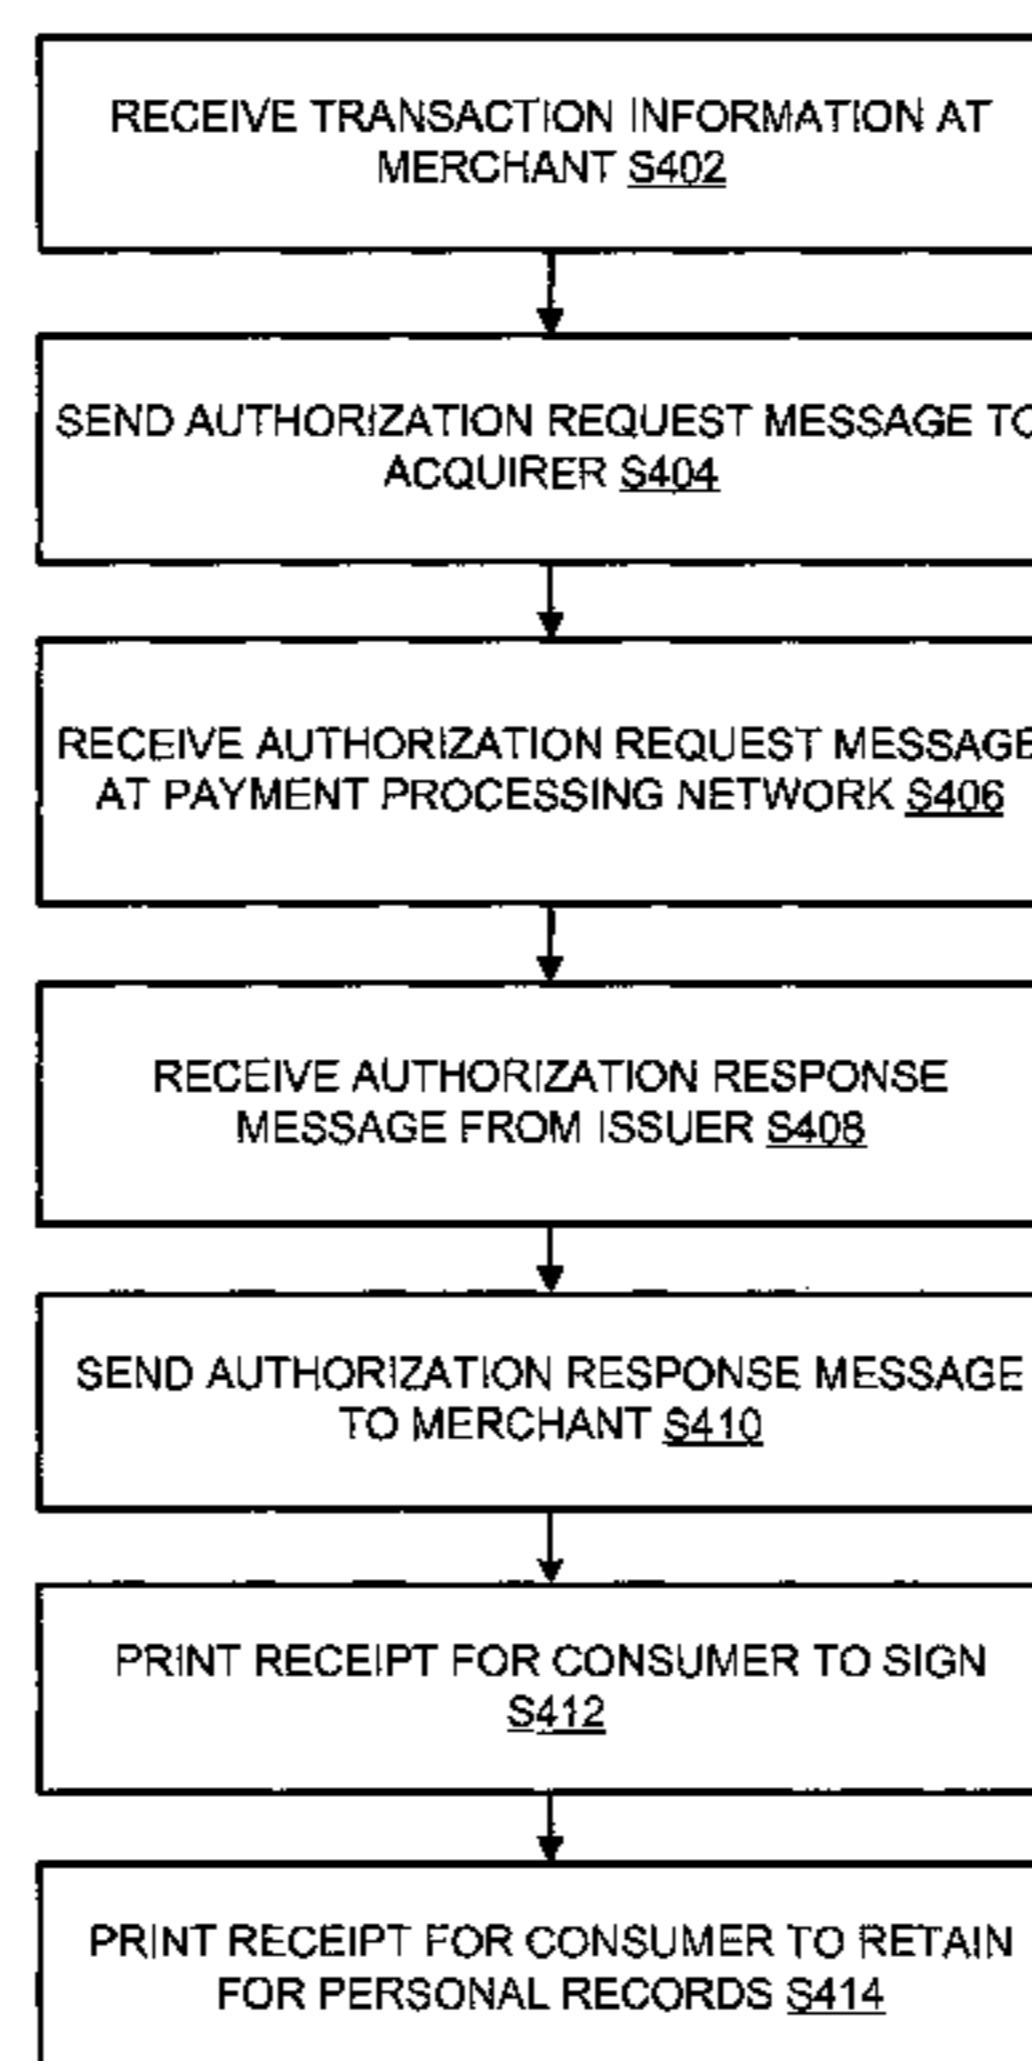 RECEIVE TRANSACTION INFORMATION AT
MERCHANT S402
SEND AUTHORIZATION REQUEST MESSAGE TO
ACQUIRER S404
RECEIVE AUTHORIZATION REQUEST MESSAGE
AT PAYMENT PROCESSING NETWORK S406
RECEIVE AUTHORIZATION RESPONSE
MESSAGE FROM ISSUER S408
SEND AUTHORIZATION RESPONSE MESSAGE
TO MERCHANT S410
PRINT RECEIPT FOR CONSUMER TO SIGN
S412
PRINT RECEIPT FOR CONSUMER TO RETAIN
FOR PERSONAL RECORDS S414